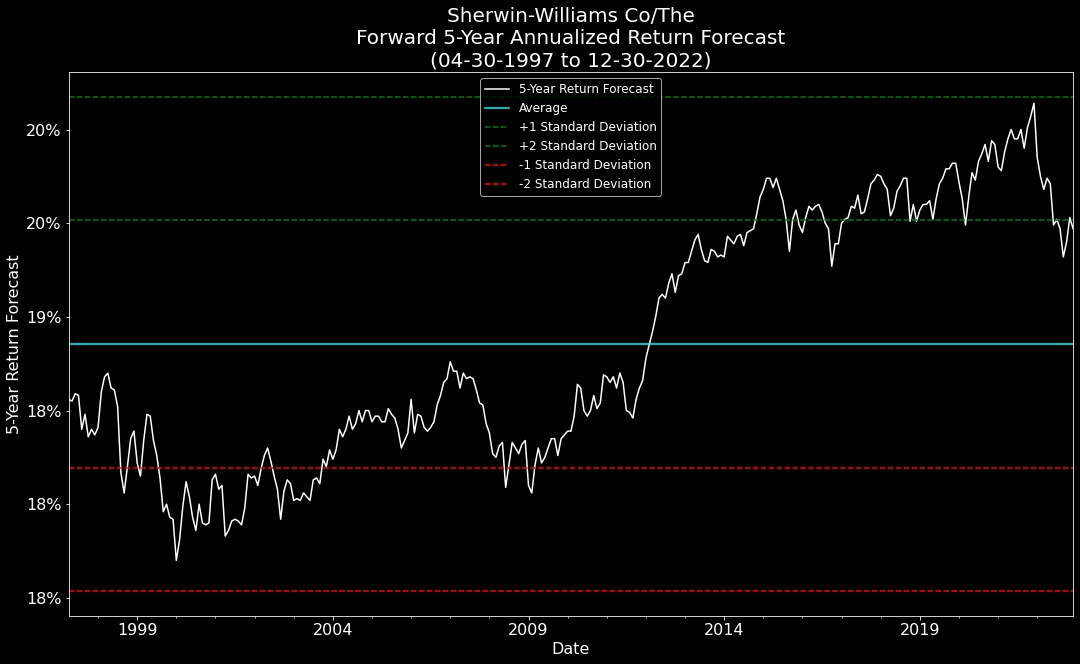 Sherwin-Williams Co/The
Forward 5-Year Annualized Return Forecast
(04-30-1997 to 12-30-2022)
5-Year Return Forecast
Average
+1 Standard Deviation
+2 Standard Deviation
-1 Standard Deviation
-2 Standard Deviation
5-Year Return Forecast
20%
20%
19%
18%
18%
18%
1999
2004
2009
2014
2019
Date